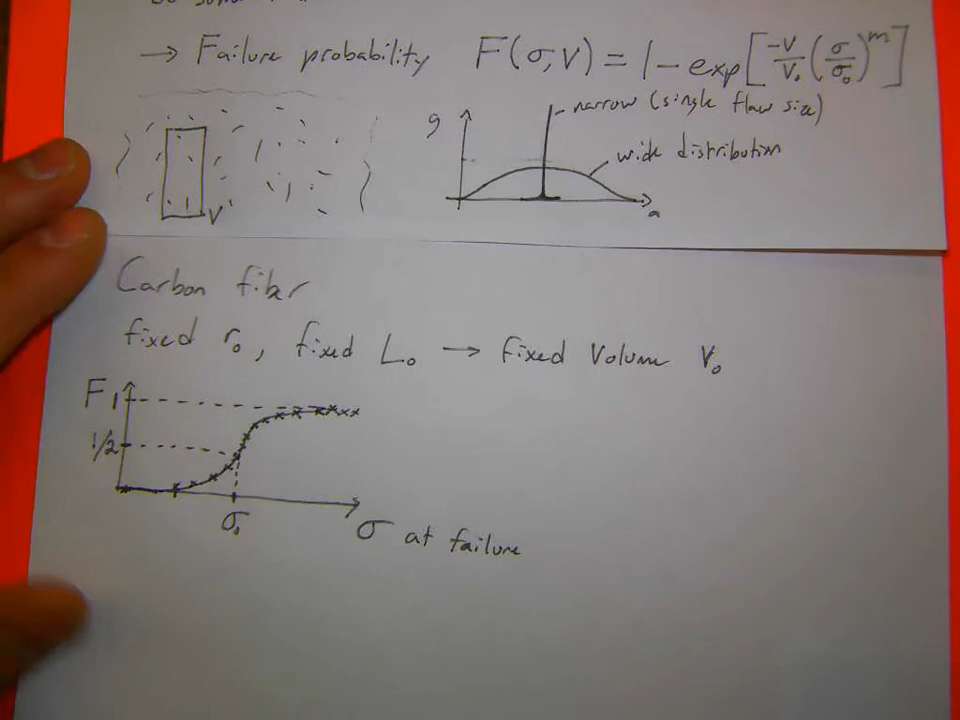 → Failure probability F(σ, V) = 1 - exp[-V/V₀ (σ/σ₀)^m]
g narrow (single flaw size)
wide distribution
V a
Carbon fiber
fixed r₀, fixed L₀ → fixed Volume V₀
F 1
1/2
σ₀ σ at failure